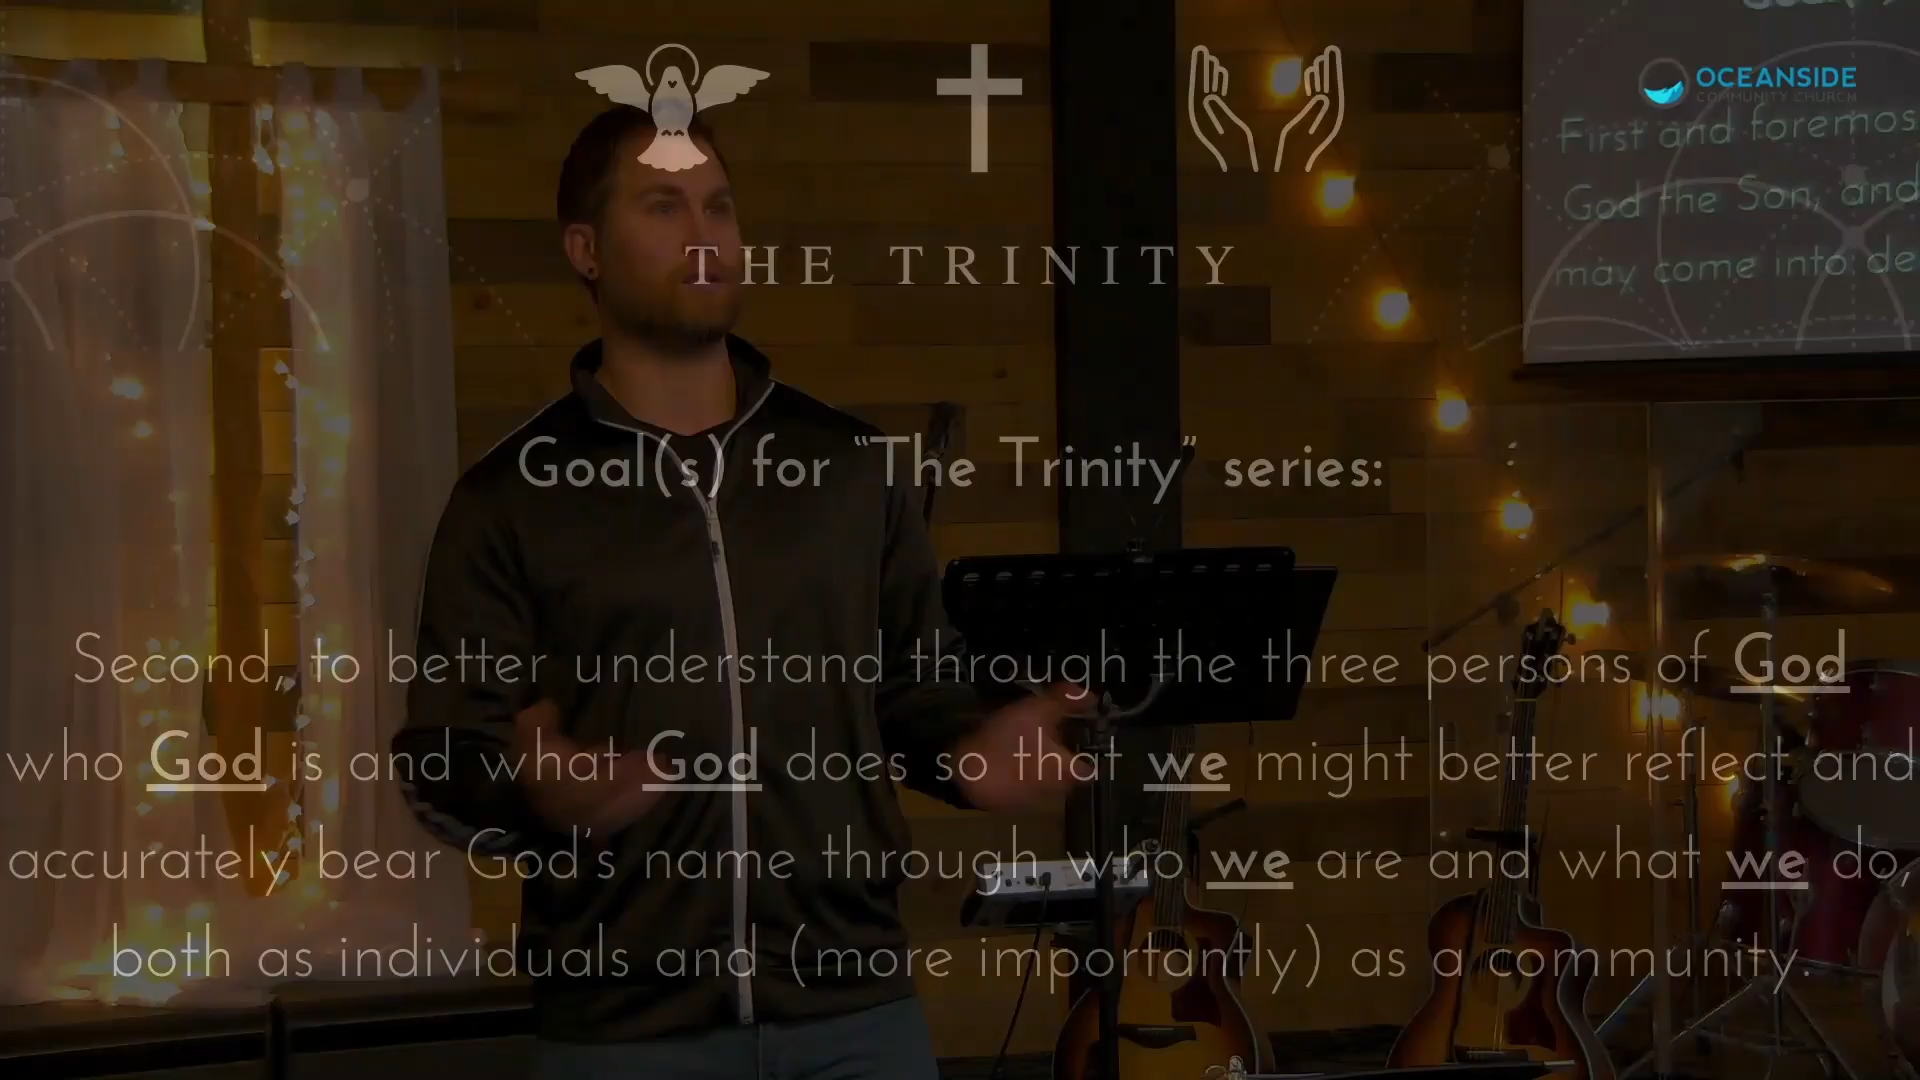 OCEANSIDE
COMMUNITY CHURCH
First and foremos
God the Son, and
may come into de
THE TRINITY
Goal(s) for “The Trinity” series:
Second, to better understand through the three persons of God
who God is and what God does so that we might better reflect and
accurately bear God’s name through who we are and what we do,
both as individuals and (more importantly) as a community.